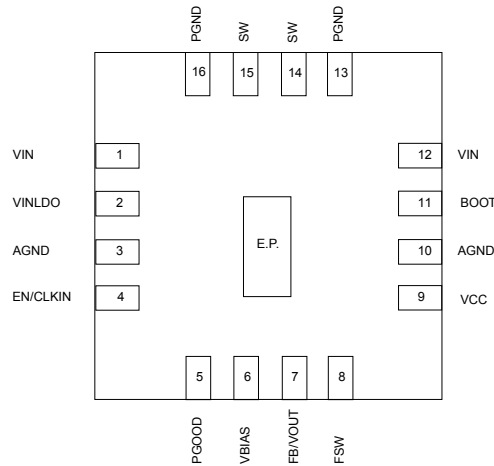 PGND SW SW PGND
16 15 14 13
VIN 1 12 VIN
VINLDO 2 11 BOOT
AGND 3 E.P. 10 AGND
EN/CLKIN 4 9 VCC
5 6 7 8
PGOOD VBIAS FB/VOUT FSW